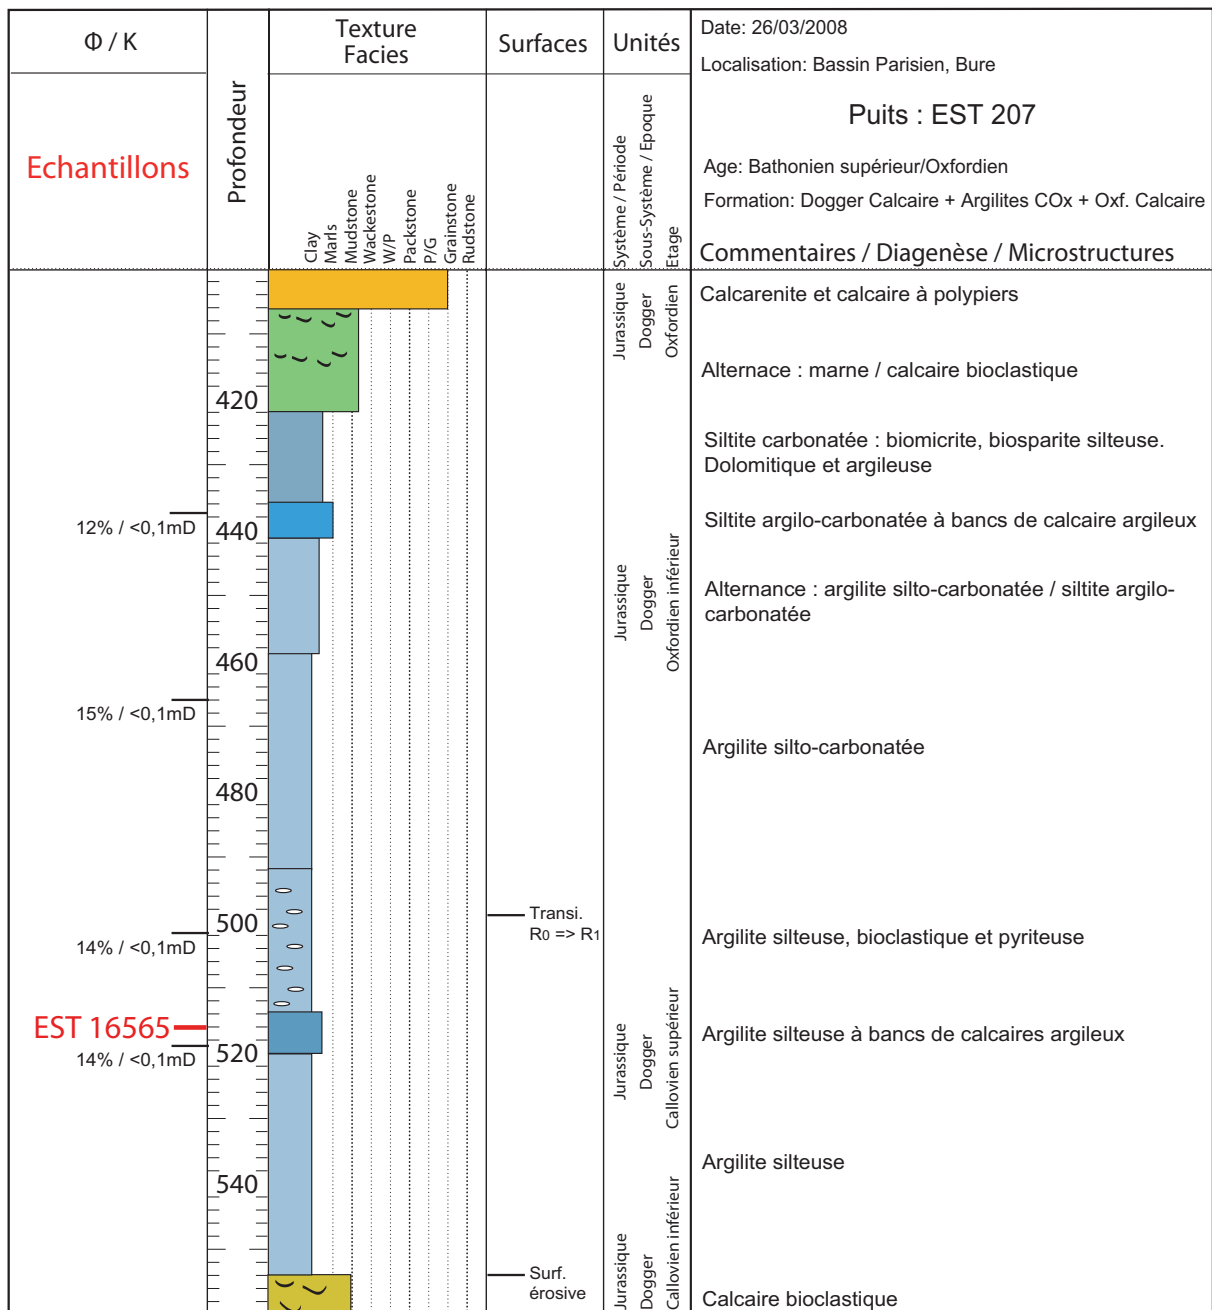 Φ / K
Echantillons
Profondeur
Texture
Facies
Clay
Marls
Mudstone
Wackestone
W/P
Packstone
P/G
Grainstone
Rudstone
Surfaces
Unités
Système / Période
Sous-Système / Epoque
Etage
Date: 26/03/2008
Localisation: Bassin Parisien, Bure
Puits : EST 207
Age: Bathonien supérieur/Oxfordien
Formation: Dogger Calcaire + Argilites COx + Oxf. Calcaire
Commentaires / Diagenèse / Microstructures
Jurassique
Dogger
Oxfordien
Calcarenite et calcaire à polypiers
Alternace : marne / calcaire bioclastique
420
Siltite carbonatée : biomicrite, biosparite silteuse.
Dolomitique et argileuse
12% / <0,1mD
440
Siltite argilo-carbonatée à bancs de calcaire argileux
Jurassique
Dogger
Oxfordien inférieur
Alternance : argilite silto-carbonatée / siltite argilo-
carbonatée
460
15% / <0,1mD
Argilite silto-carbonatée
480
Transi.
R0 => R1
500
14% / <0,1mD
Argilite silteuse, bioclastique et pyriteuse
EST 16565
14% / <0,1mD
520
Jurassique
Dogger
Callovien supérieur
Argilite silteuse à bancs de calcaires argileux
Argilite silteuse
540
Jurassique
Dogger
Callovien inférieur
Surf.
érosive
Calcaire bioclastique